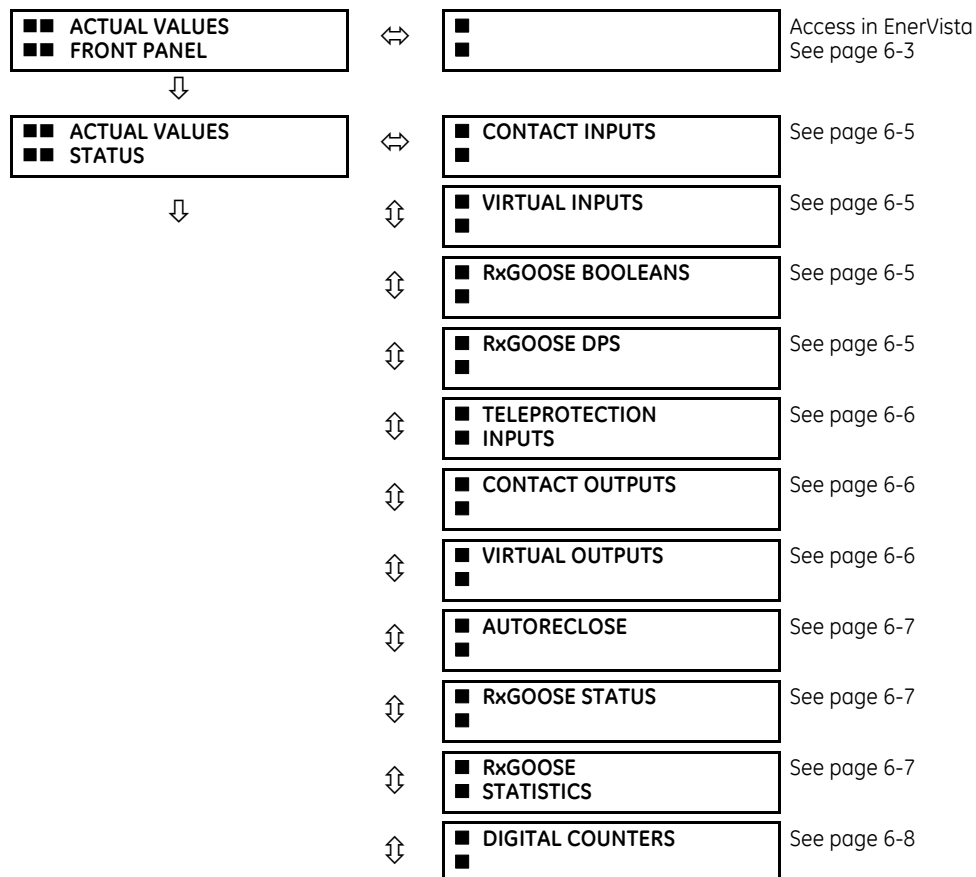 ■■ ACTUAL VALUES
■■ FRONT PANEL
■
■
Access in EnerVista
See page 6-3
■■ ACTUAL VALUES
■■ STATUS
■ CONTACT INPUTS
■
See page 6-5
■ VIRTUAL INPUTS
■
See page 6-5
■ RxGOOSE BOOLEANS
■
See page 6-5
■ RxGOOSE DPS
■
See page 6-5
■ TELEPROTECTION
■ INPUTS
See page 6-6
■ CONTACT OUTPUTS
■
See page 6-6
■ VIRTUAL OUTPUTS
■
See page 6-6
■ AUTORECLOSE
■
See page 6-7
■ RxGOOSE STATUS
■
See page 6-7
■ RxGOOSE
■ STATISTICS
See page 6-7
■ DIGITAL COUNTERS
■
See page 6-8